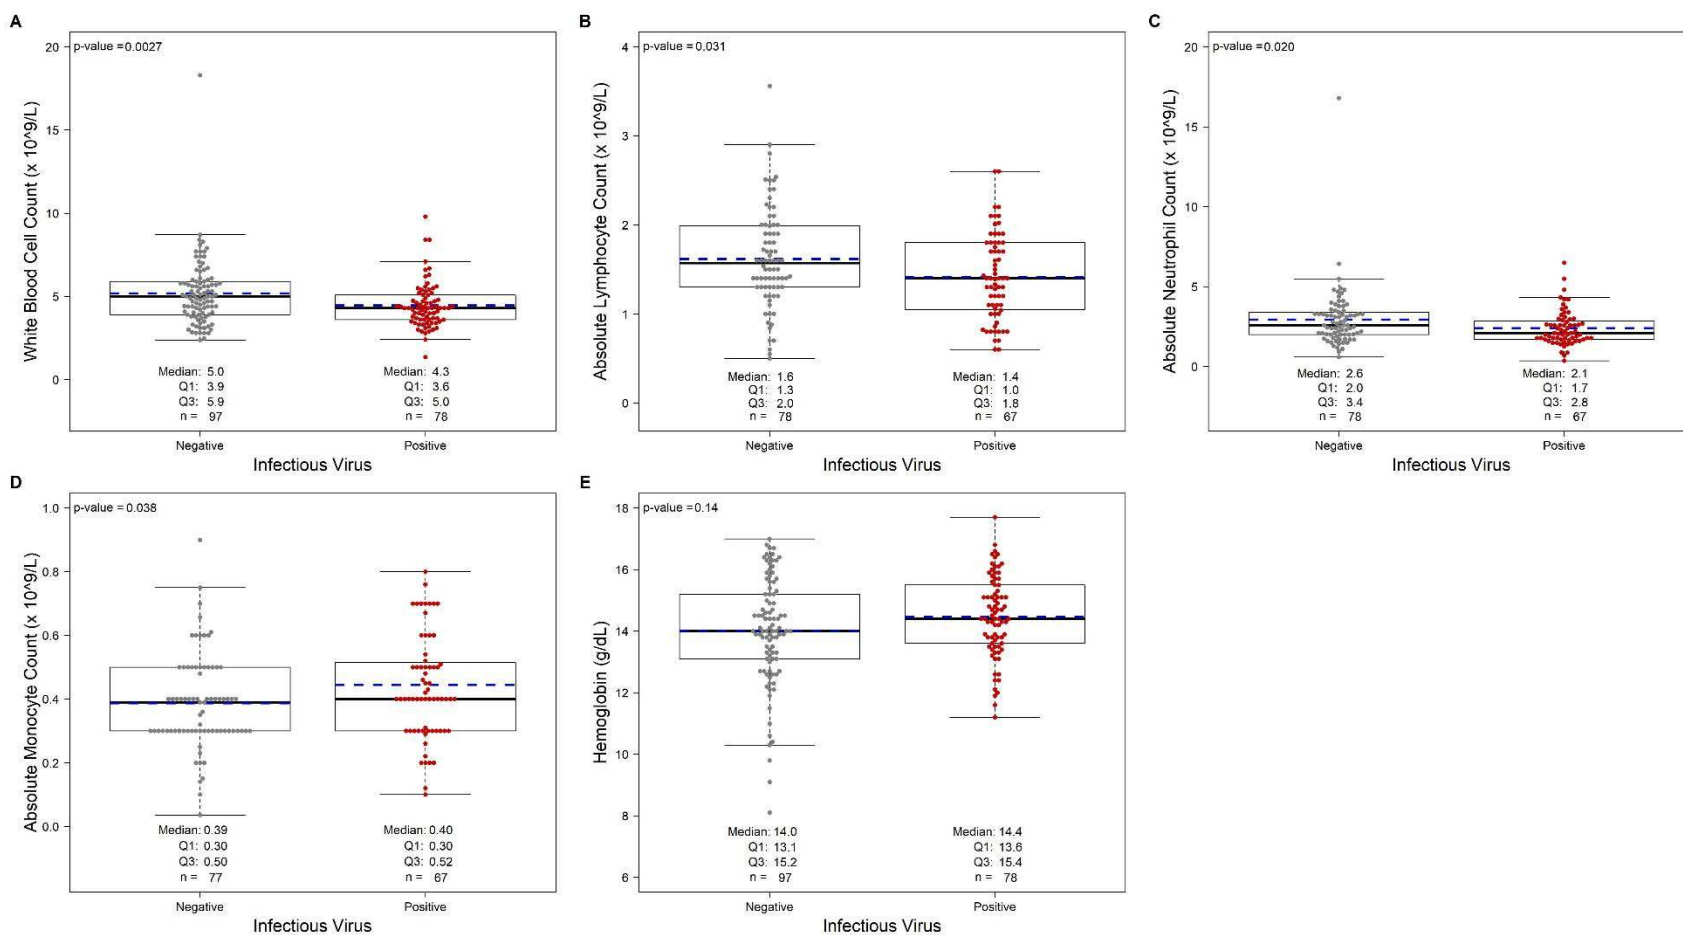 A
p-value = 0.0027
White Blood Cell Count (x 10^9/L)
20
15
10
5
0
Median: 5.0
Q1: 3.9
Q3: 5.9
n = 97
Median: 4.3
Q1: 3.6
Q3: 5.0
n = 78
Negative
Positive
Infectious Virus
B
p-value = 0.031
Absolute Lymphocyte Count (x 10^9/L)
4
3
2
1
0
Median: 1.6
Q1: 1.3
Q3: 2.0
n = 78
Median: 1.4
Q1: 1.0
Q3: 1.8
n = 67
Negative
Positive
Infectious Virus
C
p-value = 0.020
Absolute Neutrophil Count (x 10^9/L)
20
15
10
5
0
Median: 2.6
Q1: 2.0
Q3: 3.4
n = 78
Median: 2.1
Q1: 1.7
Q3: 2.8
n = 67
Negative
Positive
Infectious Virus
D
p-value = 0.038
Absolute Monocyte Count (x 10^9/L)
1.0
0.8
0.6
0.4
0.2
0.0
Median: 0.39
Q1: 0.30
Q3: 0.50
n = 77
Median: 0.40
Q1: 0.30
Q3: 0.52
n = 67
Negative
Positive
Infectious Virus
E
p-value = 0.14
Hemoglobin (g/dL)
18
16
14
12
10
8
6
Median: 14.0
Q1: 13.1
Q3: 15.2
n = 97
Median: 14.4
Q1: 13.6
Q3: 15.4
n = 78
Negative
Positive
Infectious Virus